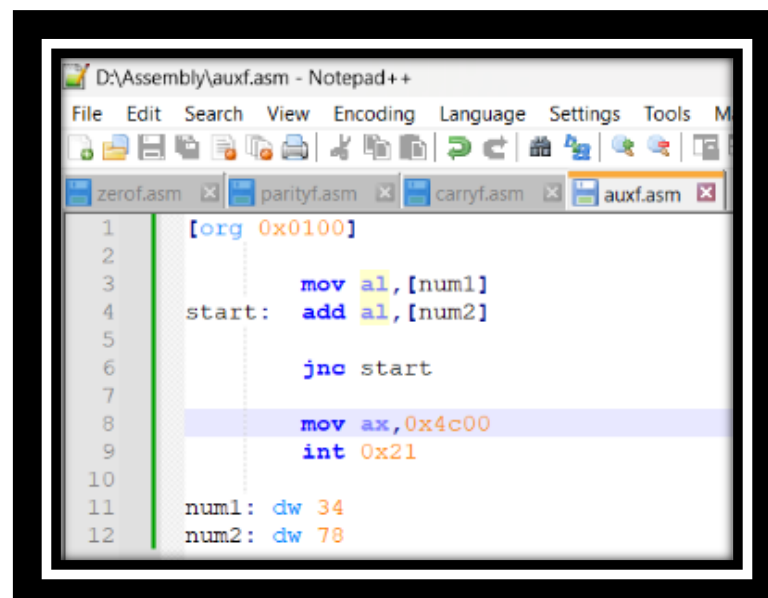 D:\Assembly\auxf.asm - Notepad++
File Edit Search View Encoding Language Settings Tools M
zerof.asm parityf.asm carryf.asm auxf.asm
1 [org 0x0100]
2
3 mov al,[num1]
4 start: add al,[num2]
5
6 jnc start
7
8 mov ax,0x4c00
9 int 0x21
10
11 num1: dw 34
12 num2: dw 78